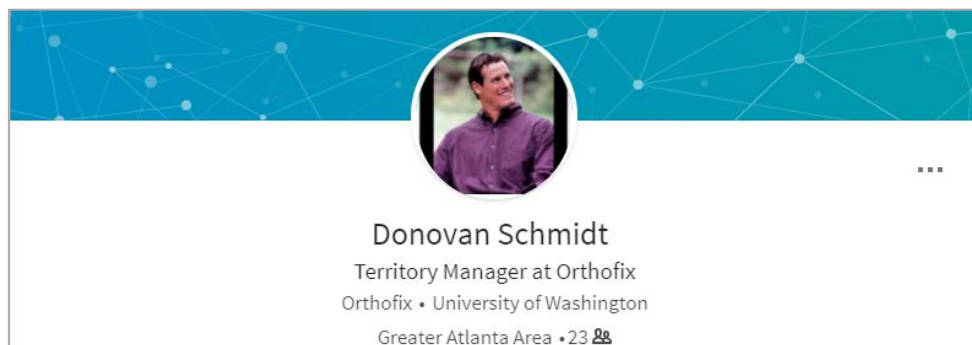 Donovan Schmidt
Territory Manager at Orthofix
Orthofix • University of Washington
Greater Atlanta Area • 23